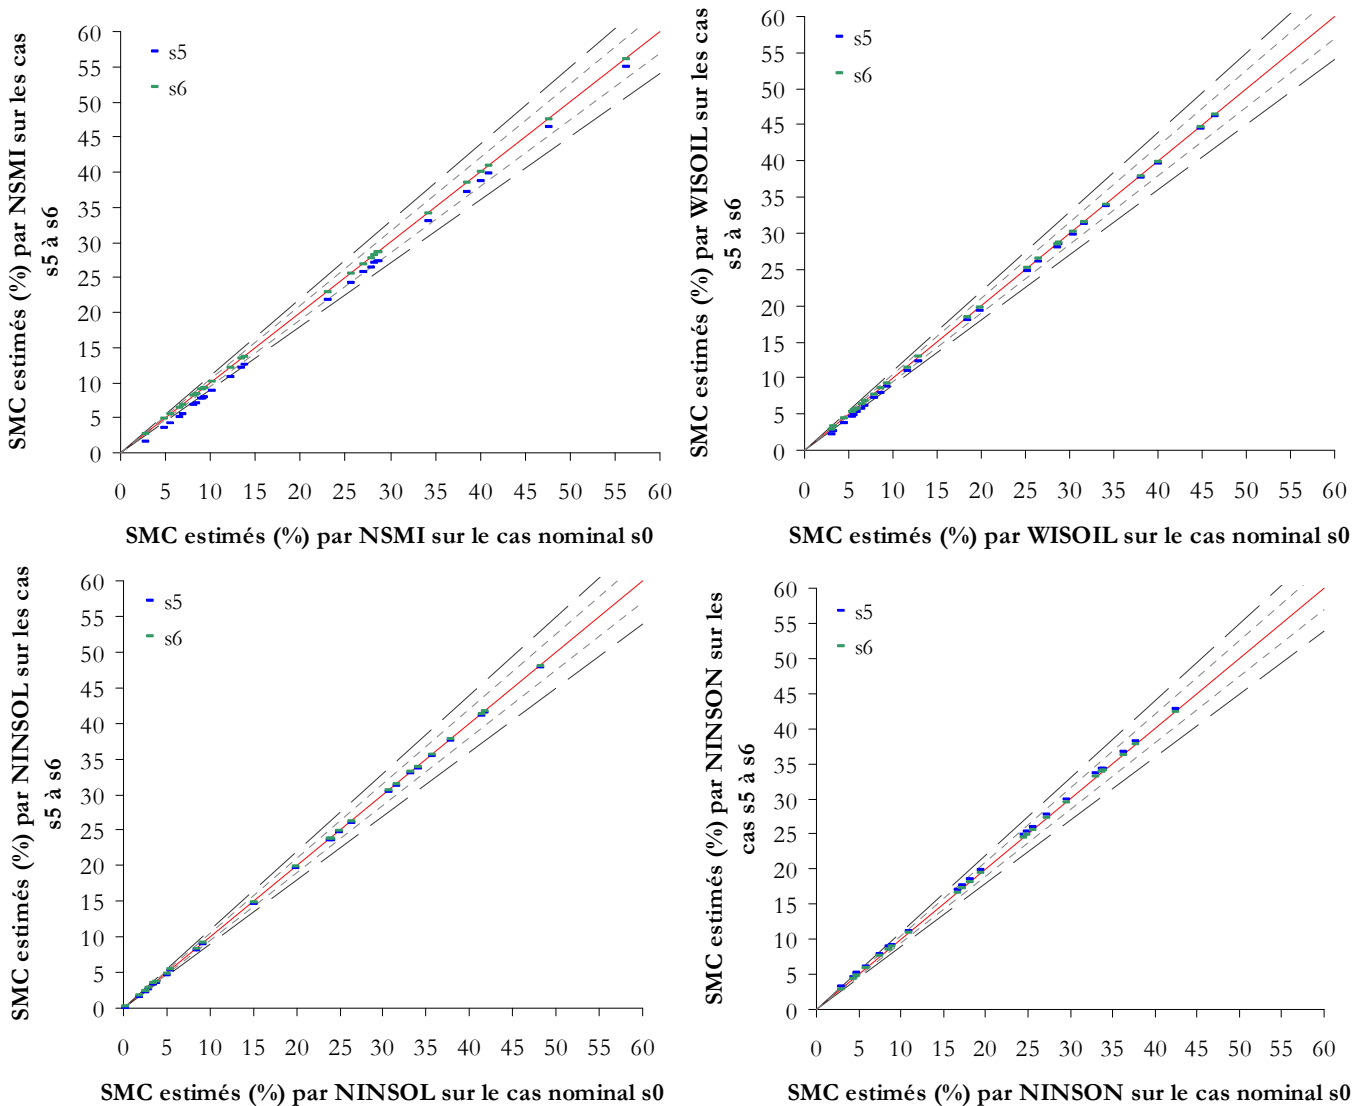 SMC estimés (%) par NSMI sur les cas
s5 à s6
60
55
50
45
40
35
30
25
20
15
10
5
0
s5
s6
0 5 10 15 20 25 30 35 40 45 50 55 60
SMC estimés (%) par NSMI sur le cas nominal s0
SMC estimés (%) par WISOIL sur les cas
s5 à s6
60
55
50
45
40
35
30
25
20
15
10
5
0
s5
s6
0 5 10 15 20 25 30 35 40 45 50 55 60
SMC estimés (%) par WISOIL sur le cas nominal s0
SMC estimés (%) par NINSOL sur les cas
s5 à s6
60
55
50
45
40
35
30
25
20
15
10
5
0
s5
s6
0 5 10 15 20 25 30 35 40 45 50 55 60
SMC estimés (%) par NINSOL sur le cas nominal s0
SMC estimés (%) par NINSON sur les
cas s5 à s6
60
55
50
45
40
35
30
25
20
15
10
5
0
s5
s6
0 5 10 15 20 25 30 35 40 45 50 55 60
SMC estimés (%) par NINSON sur le cas nominal s0